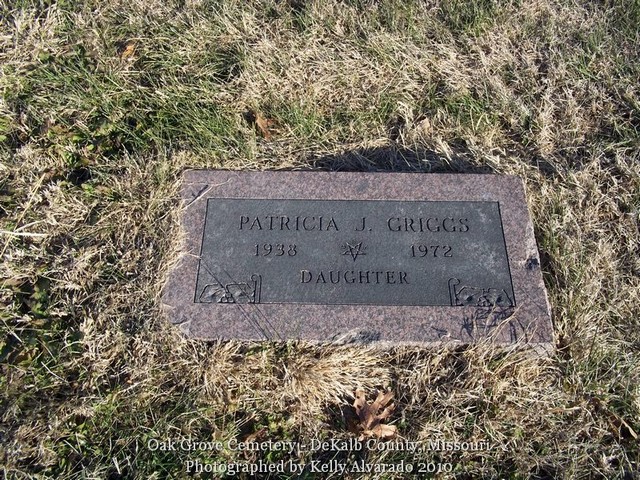 PATRICIA J. GRIGGS
1938 1972
DAUGHTER
Oak Grove Cemetery - DeKalb County, Missouri
Photographed by Kelly Alvarado 2010